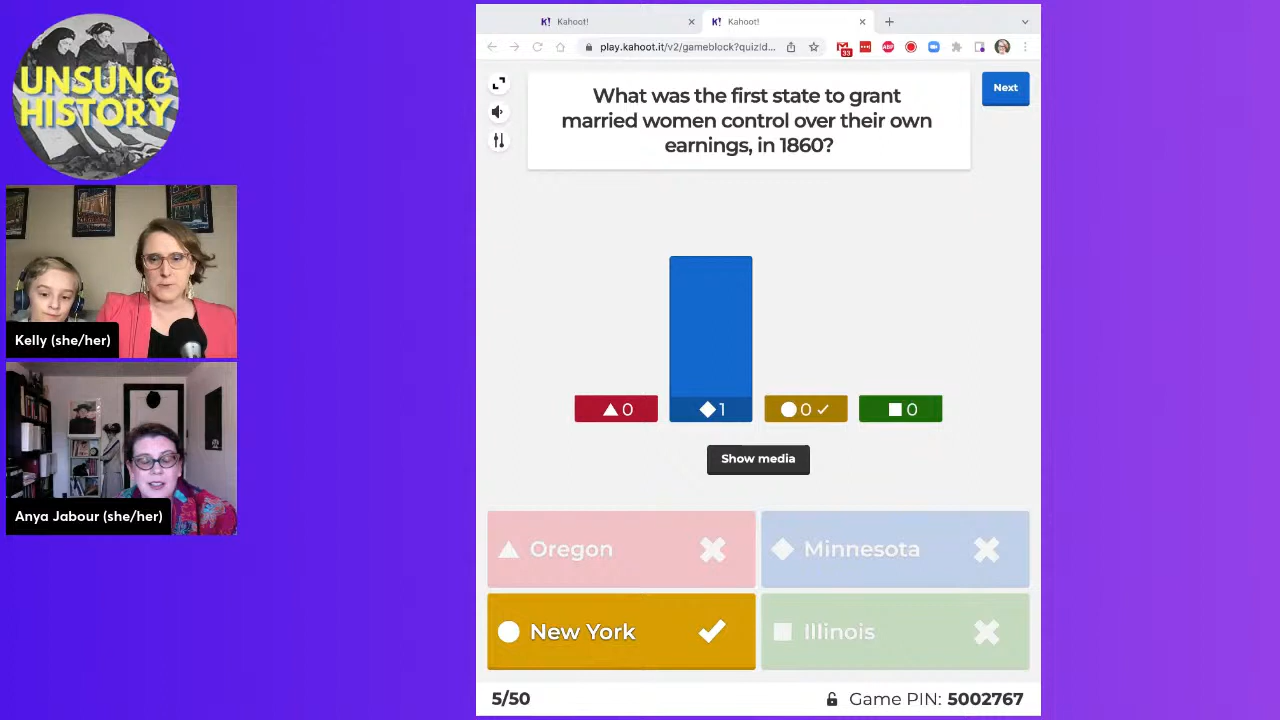 UNSUNG
HISTORY
Kelly (she/her)
Anya Jabour (she/her)
K! Kahoot!
K! Kahoot!
play.kahoot.it/v2/gameblock?quizId...
33
ABP
What was the first state to grant
married women control over their own
earnings, in 1860?
Next
0
1
0
0
Show media
Oregon
Minnesota
New York
Illinois
5/50
Game PIN: 5002767